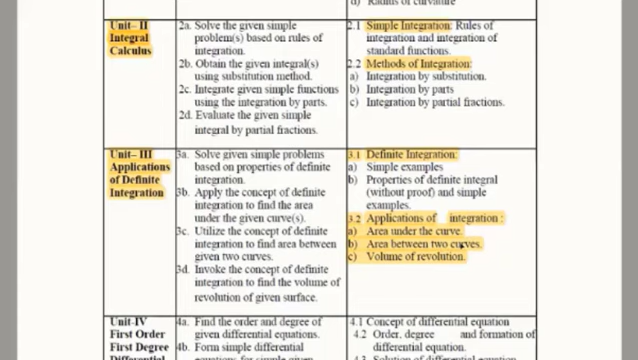 d) Radius of curvature
Unit– II
Integral
Calculus
2a. Solve the given simple
problem(s) based on rules of
integration.
2b. Obtain the given integral(s)
using substitution method.
2c. Integrate given simple functions
using the integration by parts.
2d. Evaluate the given simple
integral by partial fractions.
2.1 Simple Integration: Rules of
integration and integration of
standard functions.
2.2 Methods of Integration:
a) Integration by substitution.
b) Integration by parts
c) Integration by partial fractions.
Unit– III
Applications
of Definite
Integration
3a. Solve given simple problems
based on properties of definite
integration.
3b. Apply the concept of definite
integration to find the area
under the given curve(s).
3c. Utilize the concept of definite
integration to find area between
given two curves.
3d. Invoke the concept of definite
integration to find the volume of
revolution of given surface.
3.1 Definite Integration:
a) Simple examples
b) Properties of definite integral
(without proof) and simple
examples.
3.2 Applications of integration :
a) Area under the curve.
b) Area between two curves.
c) Volume of revolution.
Unit-IV
First Order
First Degree
Differential
4a. Find the order and degree of
given differential equations.
4b. Form simple differential
equations for simple given
4.1 Concept of differential equation
4.2 Order, degree and formation of
differential equation.
4.3 Solution of differential